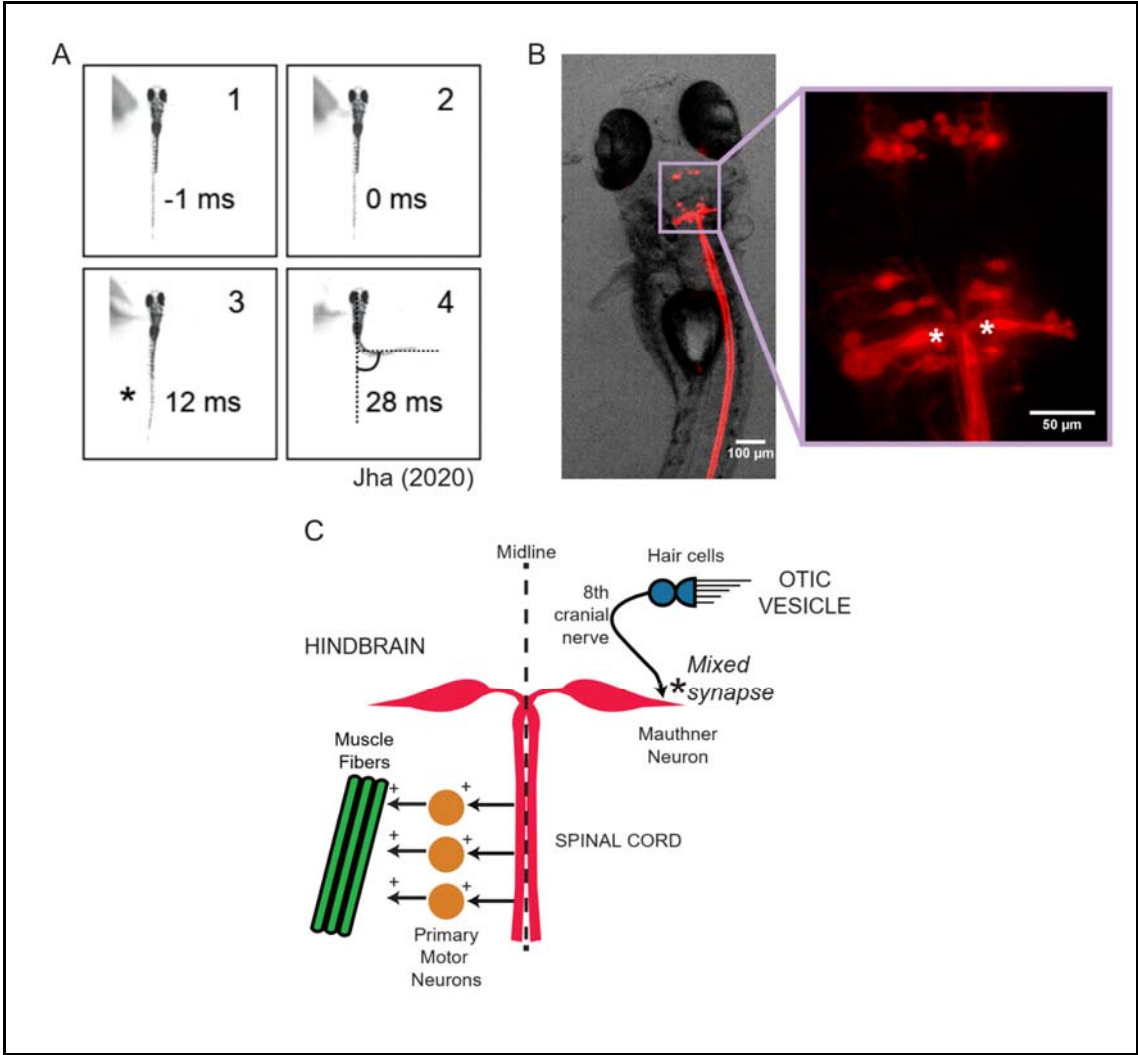 A
1
-1 ms
2
0 ms
3
* 12 ms
4
28 ms
Jha (2020)
B
100 µm
* *
50 µm
C
Midline
Hair cells
OTIC
VESICLE
8th
cranial
nerve
HINDBRAIN
*Mixed
synapse
Mauthner
Neuron
Muscle
Fibers
+ +
+ +
+ +
SPINAL CORD
Primary
Motor
Neurons